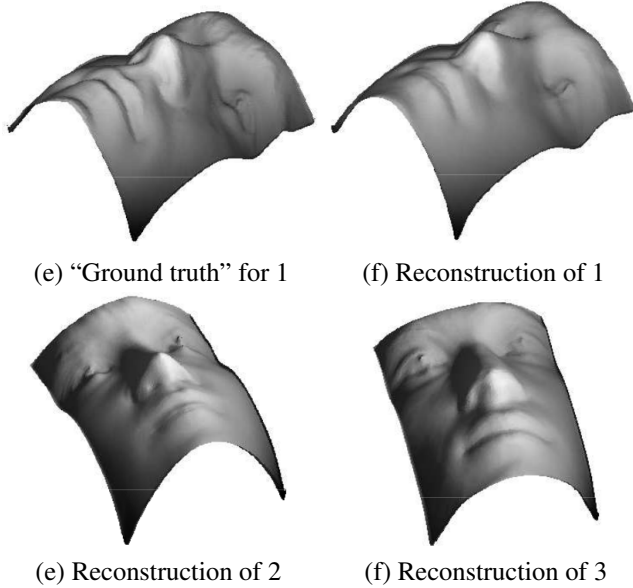 (e) “Ground truth” for 1
(f) Reconstruction of 1
(e) Reconstruction of 2
(f) Reconstruction of 3